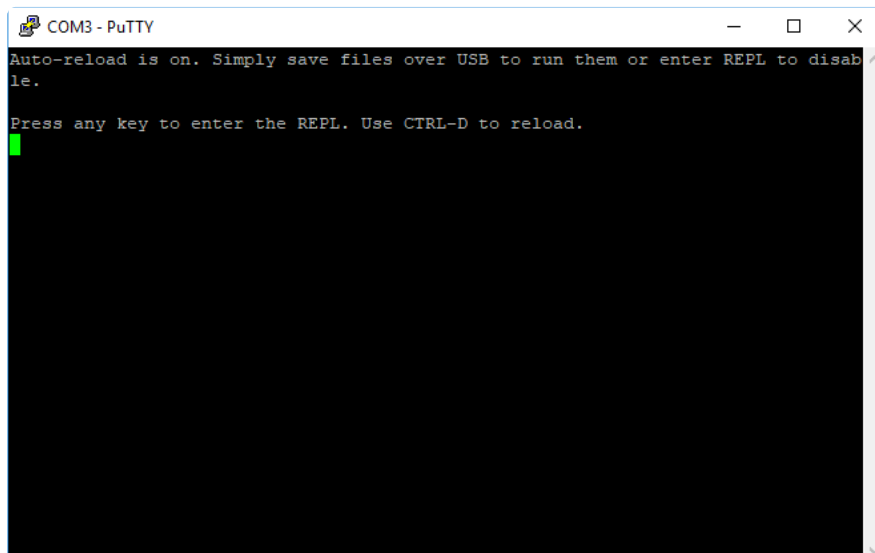 COM3 - PuTTY
Auto-reload is on. Simply save files over USB to run them or enter REPL to disab
le.
Press any key to enter the REPL. Use CTRL-D to reload.